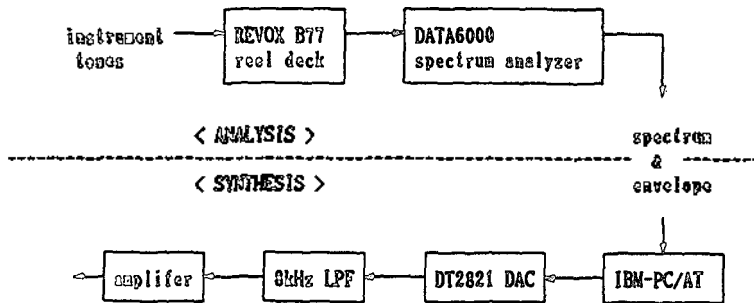 instrement
tones
REVOX B77
reel deck
DATA6000
spectrum analyzer
< ANALYSIS >
spectrum
&
envelope
< SYNTHESIS >
amplifer
8kHz LPF
DT2821 DAC
IBM-PC/AT